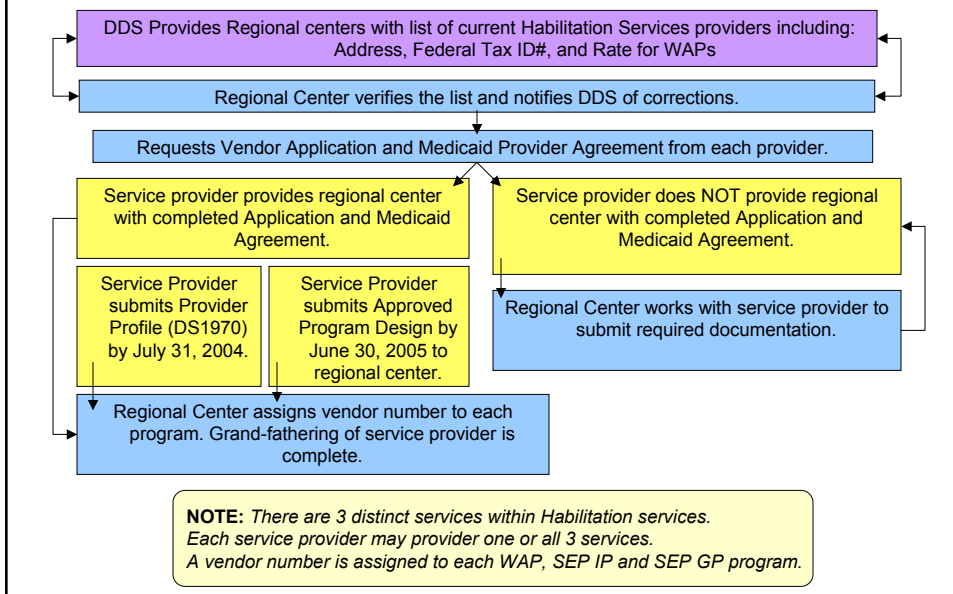 DDS Provides Regional centers with list of current Habilitation Services providers including:
Address, Federal Tax ID#, and Rate for WAPs
Regional Center verifies the list and notifies DDS of corrections.
Requests Vendor Application and Medicaid Provider Agreement from each provider.
Service provider provides regional center
with completed Application and Medicaid
Agreement.
Service provider does NOT provide regional
center with completed Application and
Medicaid Agreement.
Service Provider
submits Provider
Profile (DS1970)
by July 31, 2004.
Service Provider
submits Approved
Program Design by
June 30, 2005 to
regional center.
Regional Center works with service provider to
submit required documentation.
Regional Center assigns vendor number to each
program. Grand-fathering of service provider is
complete.
NOTE: There are 3 distinct services within Habilitation services.
Each service provider may provider one or all 3 services.
A vendor number is assigned to each WAP, SEP IP and SEP GP program.